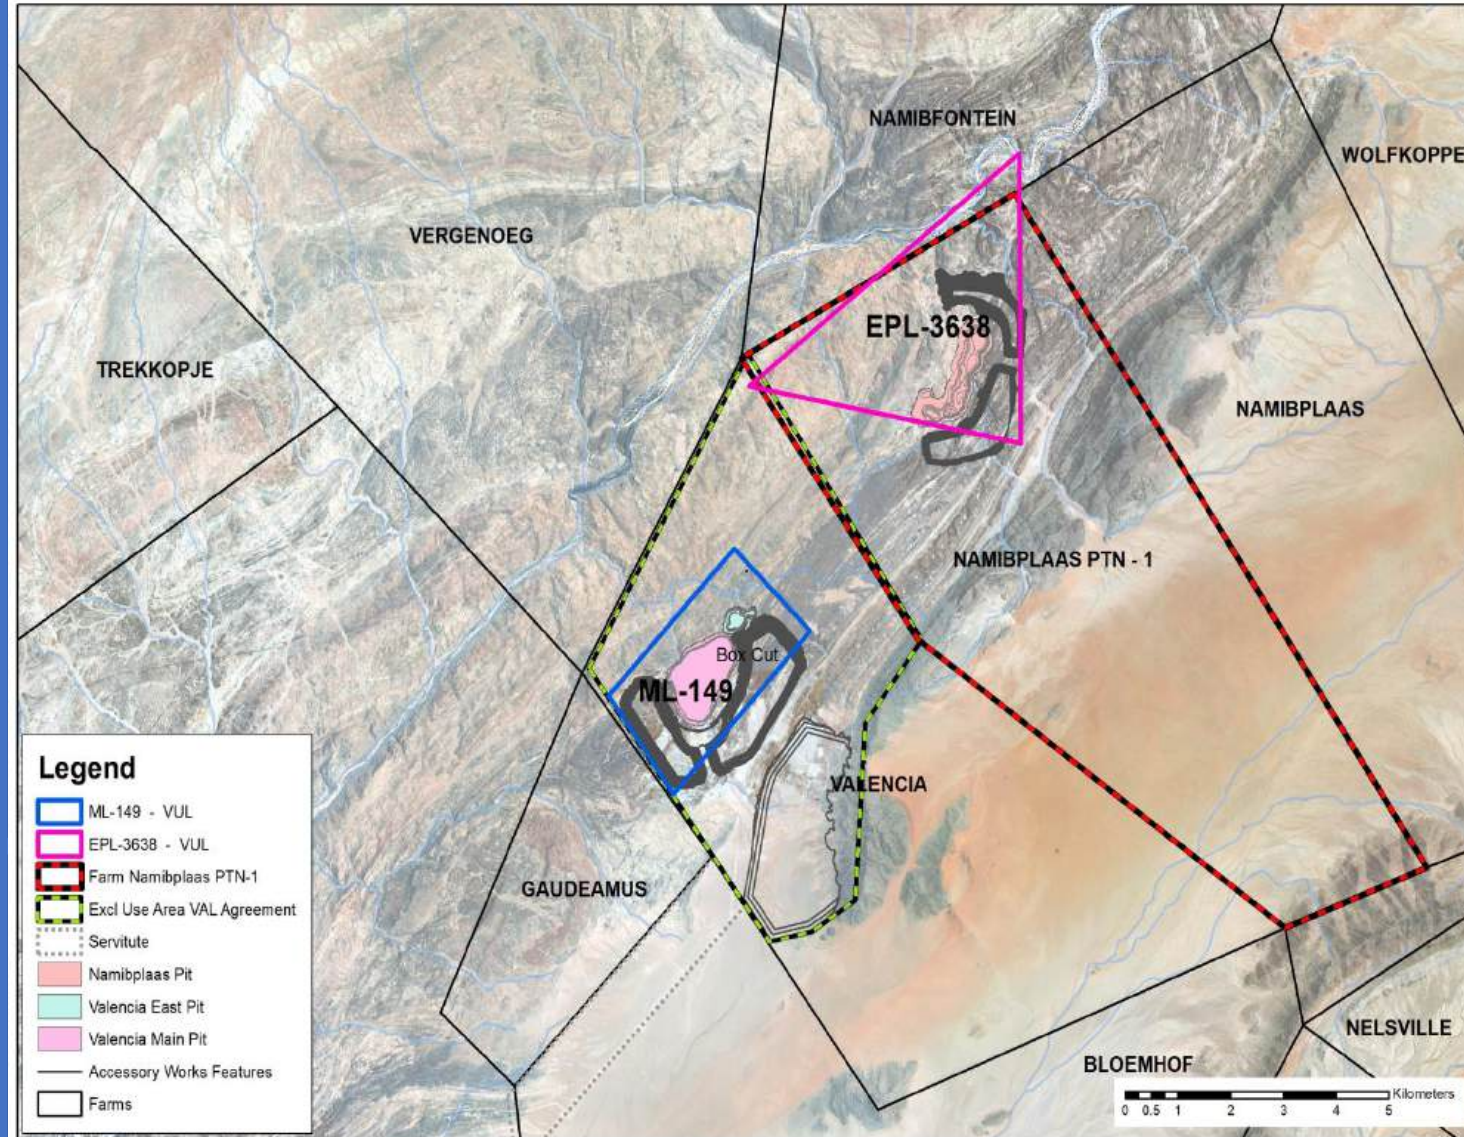 NAMIBFONTEIN
WOLFKOPPE
VERGENOEG
EPL-3638
TREKKOPJE
NAMIBPLAAS
NAMIBPLAAS PTN - 1
Box Cut
ML-149
VALENCIA
GAUDEAMUS
NELSVILLE
BLOEMHOF
Legend
ML-149 - VUL
EPL-3638 - VUL
Farm Namibplaas PTN-1
Excl Use Area VAL Agreement
Servitute
Namibplaas Pit
Valencia East Pit
Valencia Main Pit
Accessory Works Features
Farms
Kilometers
0 0.5 1 2 3 4 5